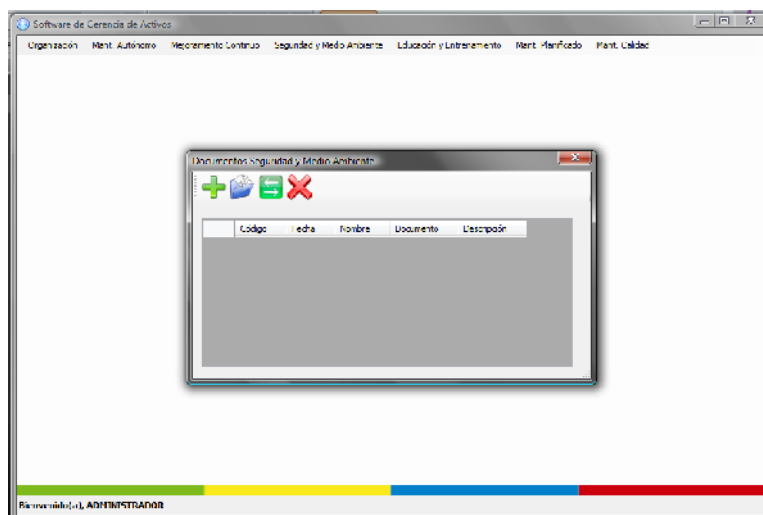 Software de Gerencia de Activos
Organización Mant. Autónomo Mejoramiento Continuo Seguridad y Medio Ambiente Educación y Entrenamiento Mant. Planificado Mant. Calidad
Documentos Seguridad y Medio Ambiente
Código Fecha Nombre Documento Descripción
Bienvenido(a), ADMINISTRADOR